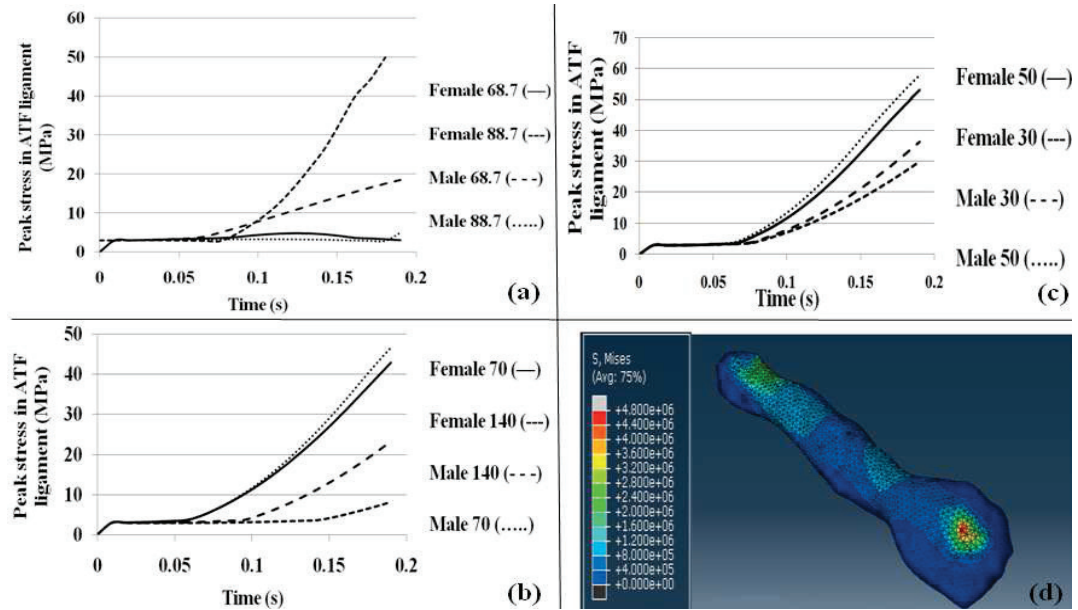 60
50
40
30
20
10
0
0 0.05 0.1 0.15 0.2
Peak stress in ATF ligament
(MPa)
Time (s)
Female 68.7 (—)
Female 88.7 (---)
Male 68.7 (- - -)
Male 88.7 (.....)
(a)
70
60
50
40
30
20
10
0
0 0.05 0.1 0.15 0.2
Peak stress in ATF
ligament (MPa)
Time (s)
Female 50 (—)
Female 30 (---)
Male 30 (- - -)
Male 50 (.....)
(c)
50
40
30
20
10
0
0 0.05 0.1 0.15 0.2
Peak stress in ATF
ligament (MPa)
Time (s)
Female 70 (—)
Female 140 (---)
Male 140 (- - -)
Male 70 (.....)
(b)
S, Mises
(Avg: 75%)
+4.800e+06
+4.400e+06
+4.000e+06
+3.600e+06
+3.200e+06
+2.800e+06
+2.400e+06
+2.000e+06
+1.600e+06
+1.200e+06
+8.000e+05
+4.000e+05
+0.000e+00
(d)